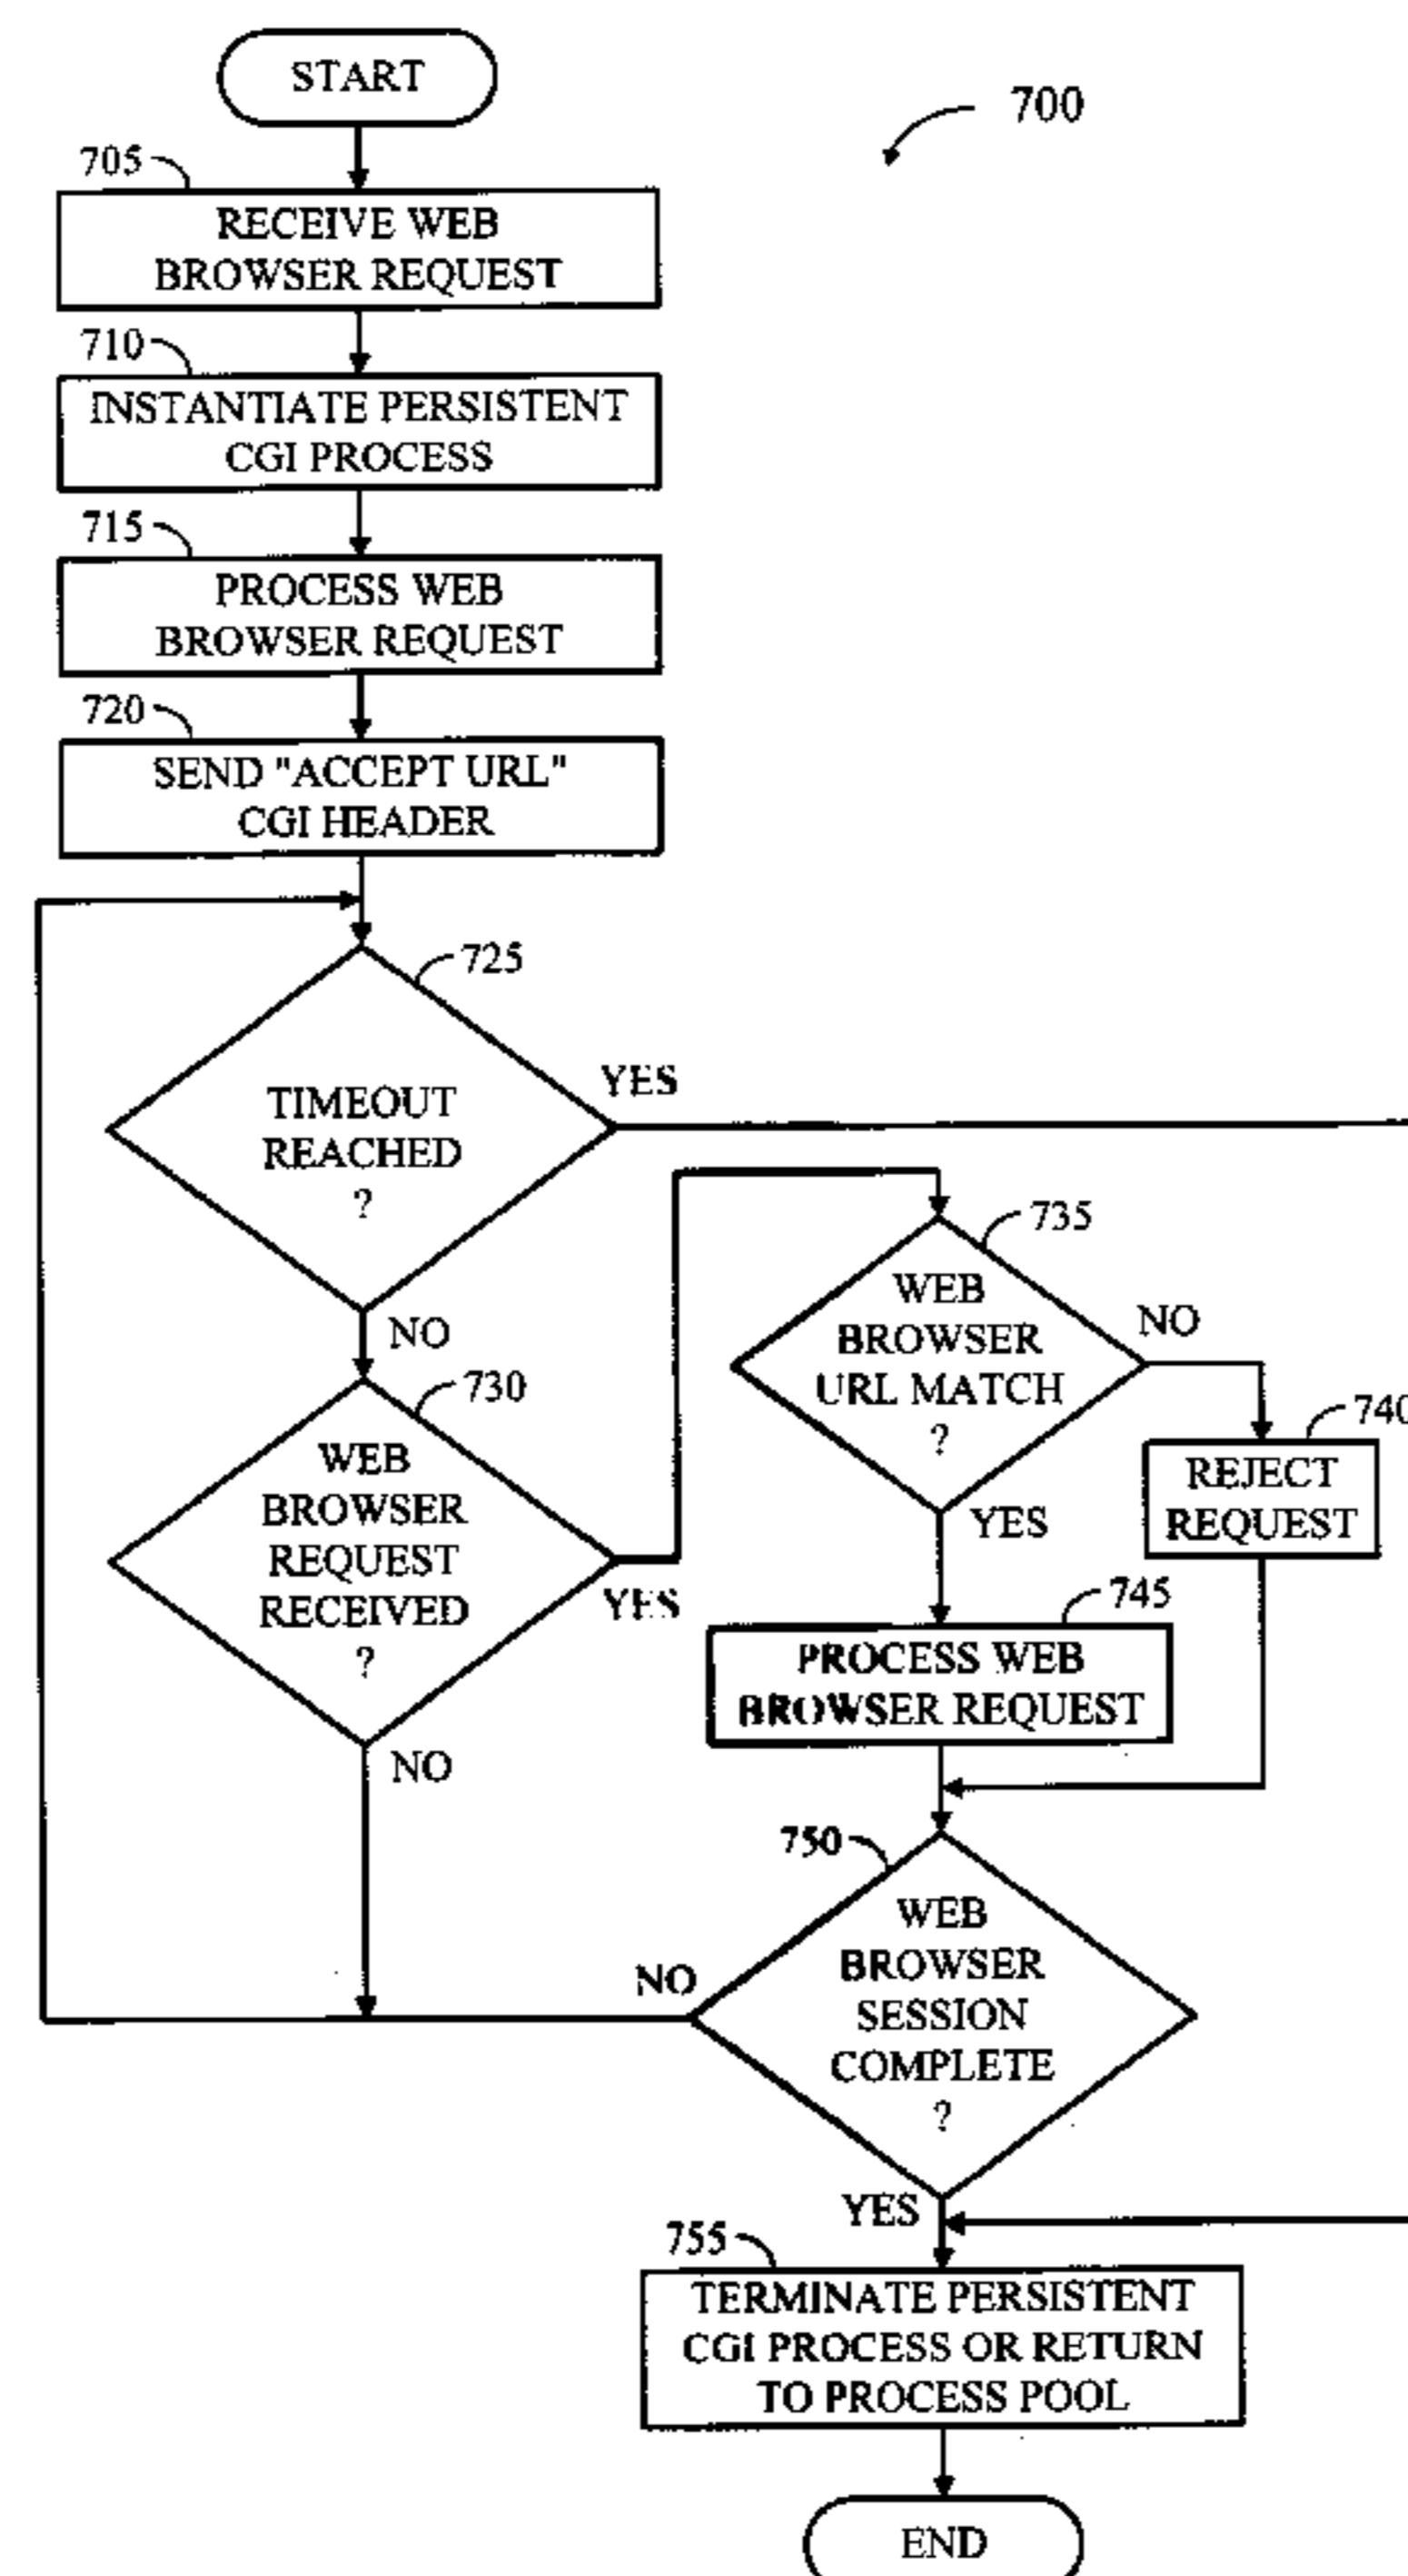 START
700
705
RECEIVE WEB
BROWSER REQUEST
710
INSTANTIATE PERSISTENT
CGI PROCESS
715
PROCESS WEB
BROWSER REQUEST
720
SEND "ACCEPT URL"
CGI HEADER
725
TIMEOUT
REACHED
?
YES
NO
730
WEB
BROWSER
REQUEST
RECEIVED
?
YES
NO
735
WEB
BROWSER
URL MATCH
?
NO
YES
740
REJECT
REQUEST
745
PROCESS WEB
BROWSER REQUEST
750
WEB
BROWSER
SESSION
COMPLETE
?
NO
YES
755
TERMINATE PERSISTENT
CGI PROCESS OR RETURN
TO PROCESS POOL
END